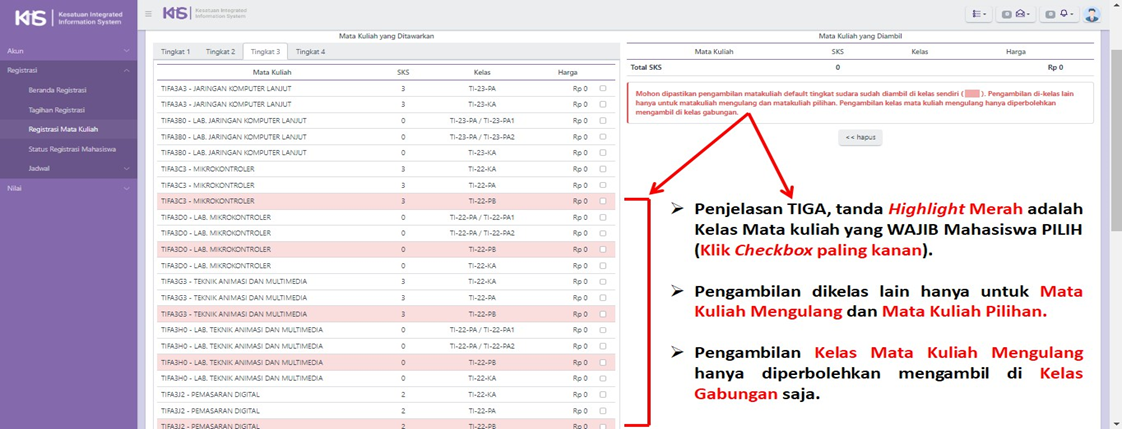 KIIS Kesatuan Integrated
Information System
Akun
Registrasi
Beranda Registrasi
Tagihan Registrasi
Registrasi Mata Kuliah
Status Registrasi Mahasiswa
Jadwal
Nilai
KIIS Kesatuan Integrated
Information System
0
0
Mata Kuliah yang Ditawarkan
Tingkat 1 Tingkat 2 Tingkat 3 Tingkat 4
Mata Kuliah SKS Kelas Harga
TIFA3A3 - JARINGAN KOMPUTER LANJUT 3 TI-23-PA Rp 0
TIFA3A3 - JARINGAN KOMPUTER LANJUT 3 TI-23-KA Rp 0
TIFA3B0 - LAB. JARINGAN KOMPUTER LANJUT 0 TI-23-PA / TI-23-PA1 Rp 0
TIFA3B0 - LAB. JARINGAN KOMPUTER LANJUT 0 TI-23-PA / TI-23-PA2 Rp 0
TIFA3B0 - LAB. JARINGAN KOMPUTER LANJUT 0 TI-23-KA Rp 0
TIFA3C3 - MIKROKONTROLER 3 TI-22-KA Rp 0
TIFA3C3 - MIKROKONTROLER 3 TI-22-PA Rp 0
TIFA3C3 - MIKROKONTROLER 3 TI-22-PB Rp 0
TIFA3D0 - LAB. MIKROKONTROLER 0 TI-22-PA / TI-22-PA1 Rp 0
TIFA3D0 - LAB. MIKROKONTROLER 0 TI-22-PA / TI-22-PA2 Rp 0
TIFA3D0 - LAB. MIKROKONTROLER 0 TI-22-PB Rp 0
TIFA3D0 - LAB. MIKROKONTROLER 0 TI-22-KA Rp 0
TIFA3G3 - TEKNIK ANIMASI DAN MULTIMEDIA 3 TI-22-KA Rp 0
TIFA3G3 - TEKNIK ANIMASI DAN MULTIMEDIA 3 TI-22-PA Rp 0
TIFA3G3 - TEKNIK ANIMASI DAN MULTIMEDIA 3 TI-22-PB Rp 0
TIFA3H0 - LAB. TEKNIK ANIMASI DAN MULTIMEDIA 0 TI-22-PA / TI-22-PA1 Rp 0
TIFA3H0 - LAB. TEKNIK ANIMASI DAN MULTIMEDIA 0 TI-22-PA / TI-22-PA2 Rp 0
TIFA3H0 - LAB. TEKNIK ANIMASI DAN MULTIMEDIA 0 TI-22-PB Rp 0
TIFA3H0 - LAB. TEKNIK ANIMASI DAN MULTIMEDIA 0 TI-22-KA Rp 0
TIFA3J2 - PEMASARAN DIGITAL 2 TI-22-KA Rp 0
TIFA3J2 - PEMASARAN DIGITAL 2 TI-22-PA Rp 0
TIFA3J2 - PEMASARAN DIGITAL 2 TI-22-PB Rp 0
Mata Kuliah yang Diambil
Mata Kuliah SKS Kelas Harga
Total SKS 0 Rp 0
Mohon dipastikan pengambilan matakuliah default tingkat sudara sudah diambil di kelas sendiri ( ). Pengambilan di-kelas lain
hanya untuk matakuliah mengulang dan matakuliah pilihan. Pengambilan kelas mata kuliah mengulang hanya diperbolehkan
mengambil di kelas gabungan.
<< hapus
➢ Penjelasan TIGA, tanda Highlight Merah adalah
Kelas Mata kuliah yang WAJIB Mahasiswa PILIH
(Klik Checkbox paling kanan).
➢ Pengambilan dikelas lain hanya untuk Mata
Kuliah Mengulang dan Mata Kuliah Pilihan.
➢ Pengambilan Kelas Mata Kuliah Mengulang
hanya diperbolehkan mengambil di Kelas
Gabungan saja.